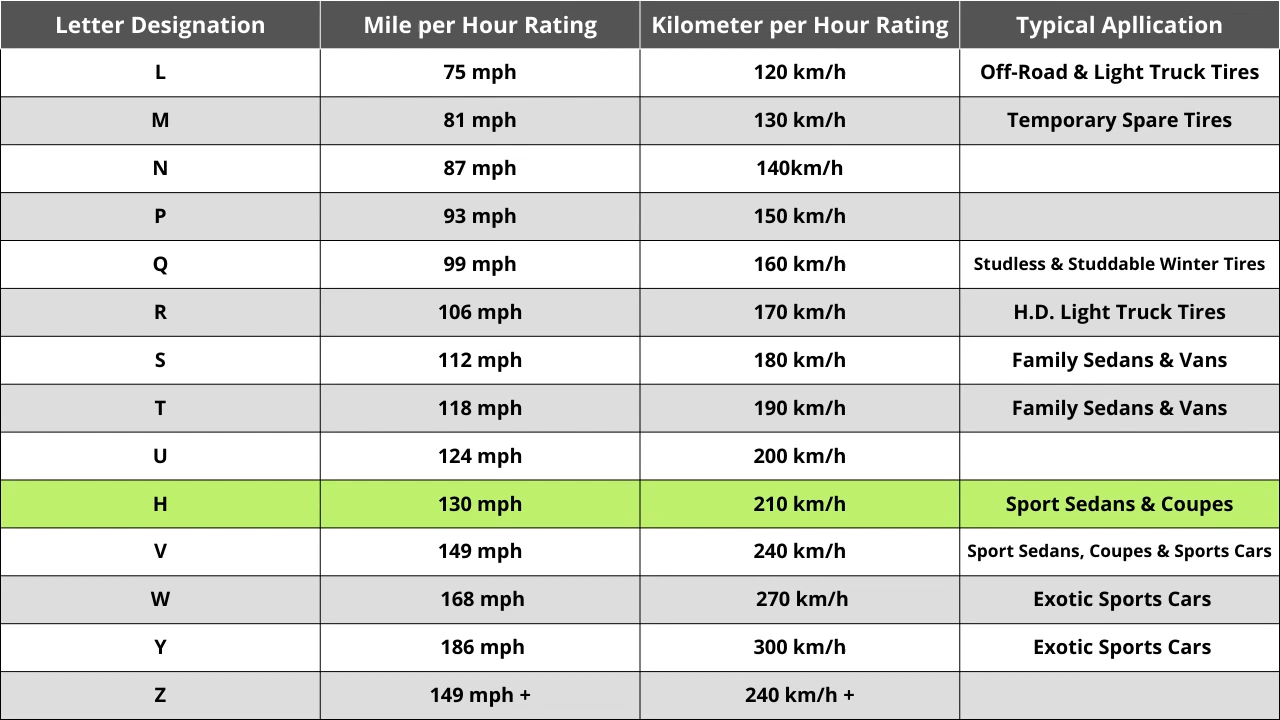 Letter Designation Mile per Hour Rating Kilometer per Hour Rating Typical Apllication
L 75 mph 120 km/h Off-Road & Light Truck Tires
M 81 mph 130 km/h Temporary Spare Tires
N 87 mph 140km/h
P 93 mph 150 km/h
Q 99 mph 160 km/h Studless & Studdable Winter Tires
R 106 mph 170 km/h H.D. Light Truck Tires
S 112 mph 180 km/h Family Sedans & Vans
T 118 mph 190 km/h Family Sedans & Vans
U 124 mph 200 km/h
H 130 mph 210 km/h Sport Sedans & Coupes
V 149 mph 240 km/h Sport Sedans, Coupes & Sports Cars
W 168 mph 270 km/h Exotic Sports Cars
Y 186 mph 300 km/h Exotic Sports Cars
Z 149 mph + 240 km/h +